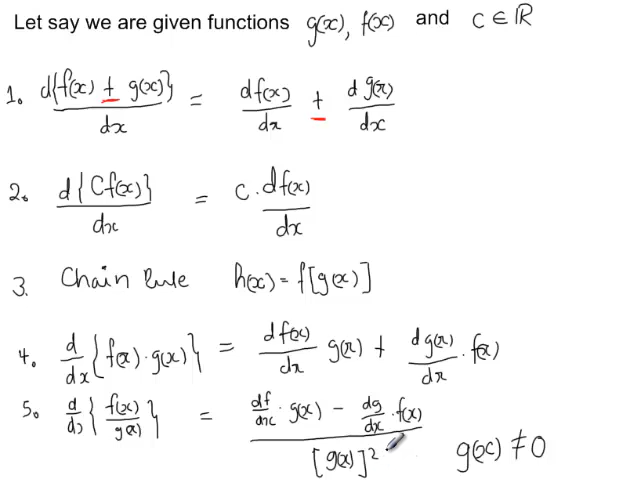 Let say we are given functions g(x), f(x) and C ∈ ℝ
1. d{f(x) + g(x)}/dx = df(x)/dx + dg(x)/dx
2. d{Cf(x)}/dx = c · df(x)/dx
3. Chain Rule h(x) = f[g(x)]
4. d/dx {f(x) · g(x)} = df(x)/dx g(x) + dg(x)/dx · f(x)
5. d/dx {f(x)/g(x)} = (df/dx · g(x) − dg/dx · f(x))/[g(x)]² g(x) ≠ 0